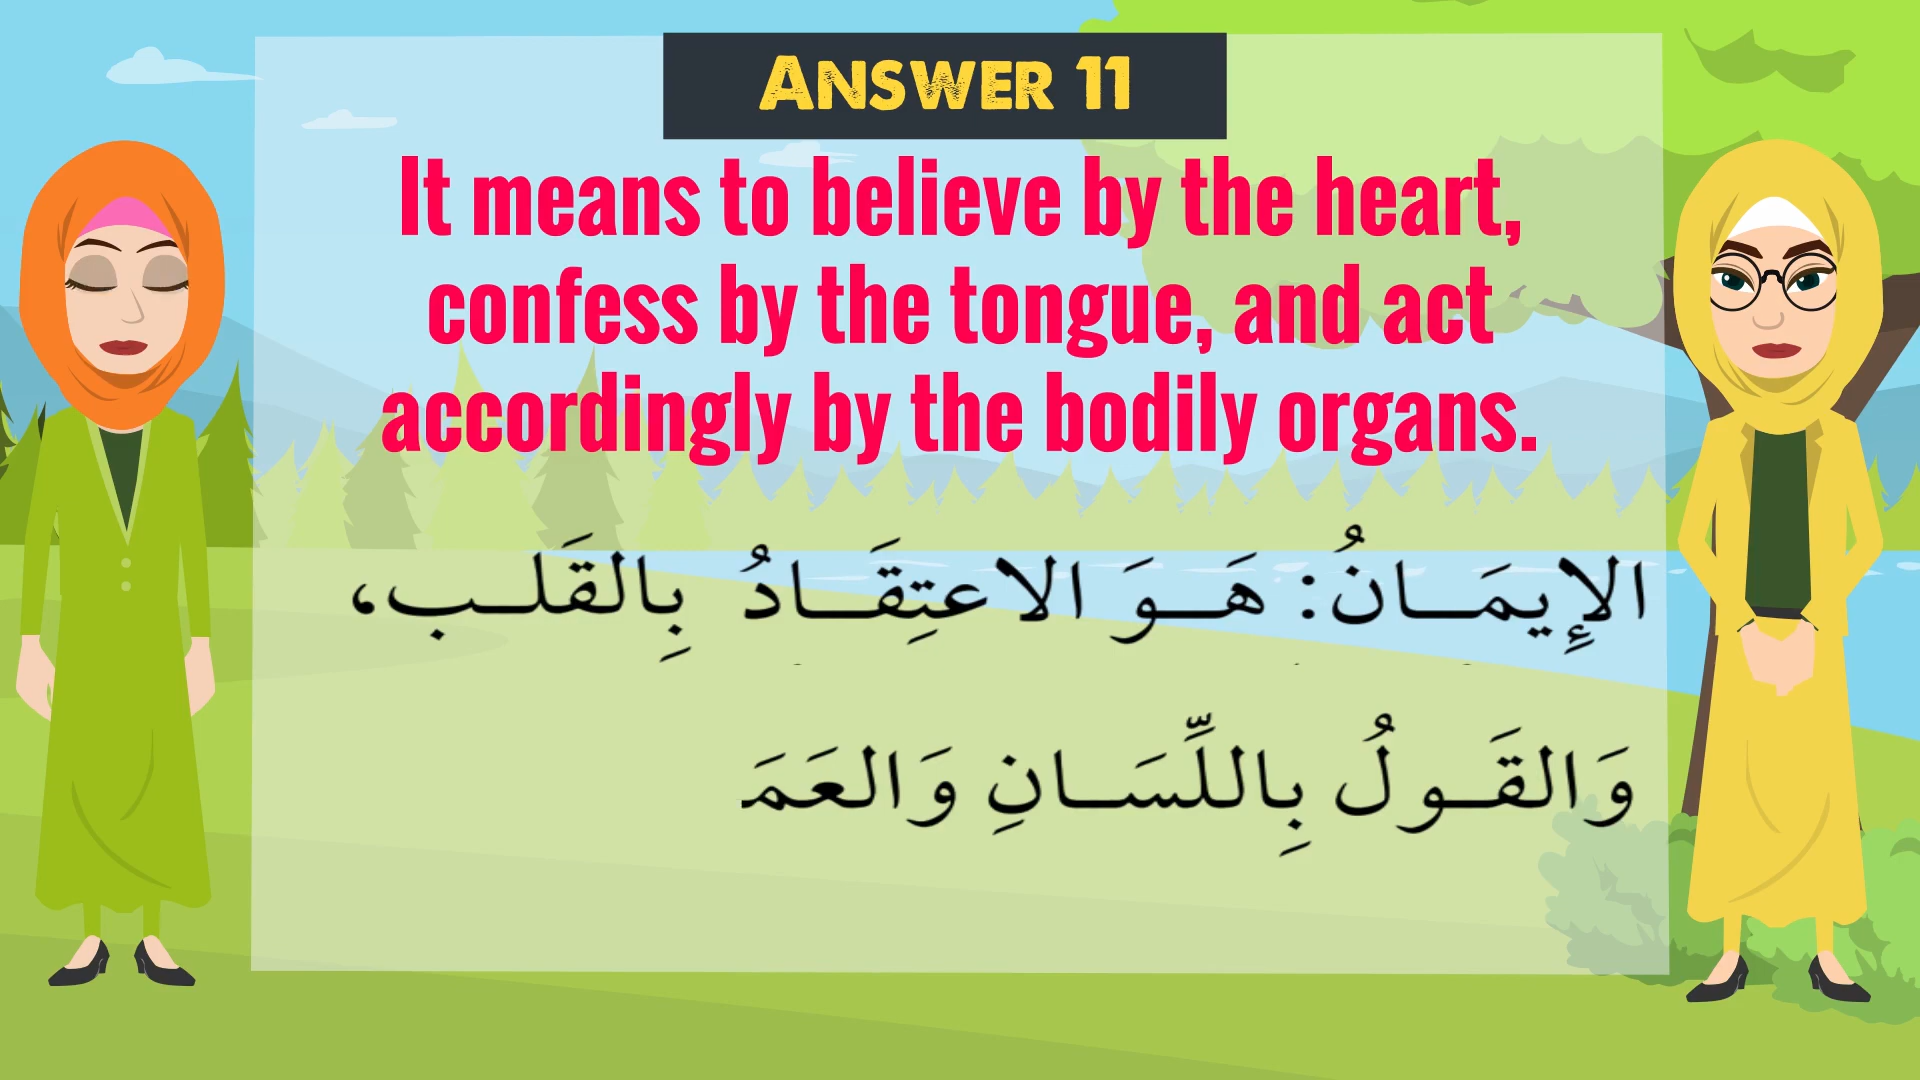 ANSWER 11
It means to believe by the heart,
confess by the tongue, and act
accordingly by the bodily organs.
الإِيمَـانُ: هَـوَ الاعتِقَـادُ بِالقَلـب،
وَالقَـولُ بِاللِّسَـانِ وَالعَمَ